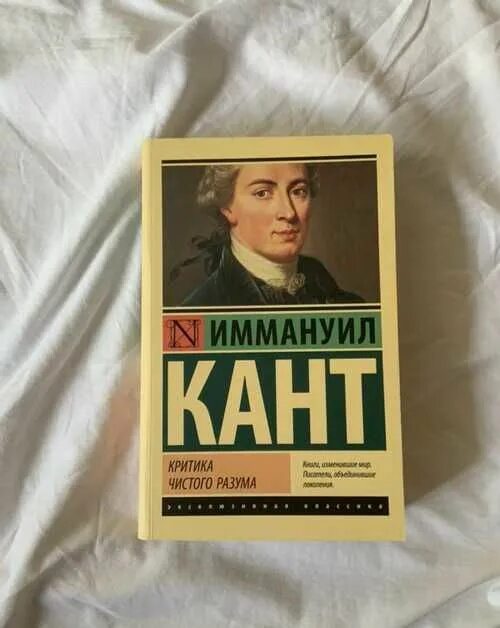 N ИММАНУИЛ
КАНТ
КРИТИКА
ЧИСТОГО РАЗУМА
Книги, изменившие мир.
Писатели, объединившие
поколения.
эксклюзивная классика